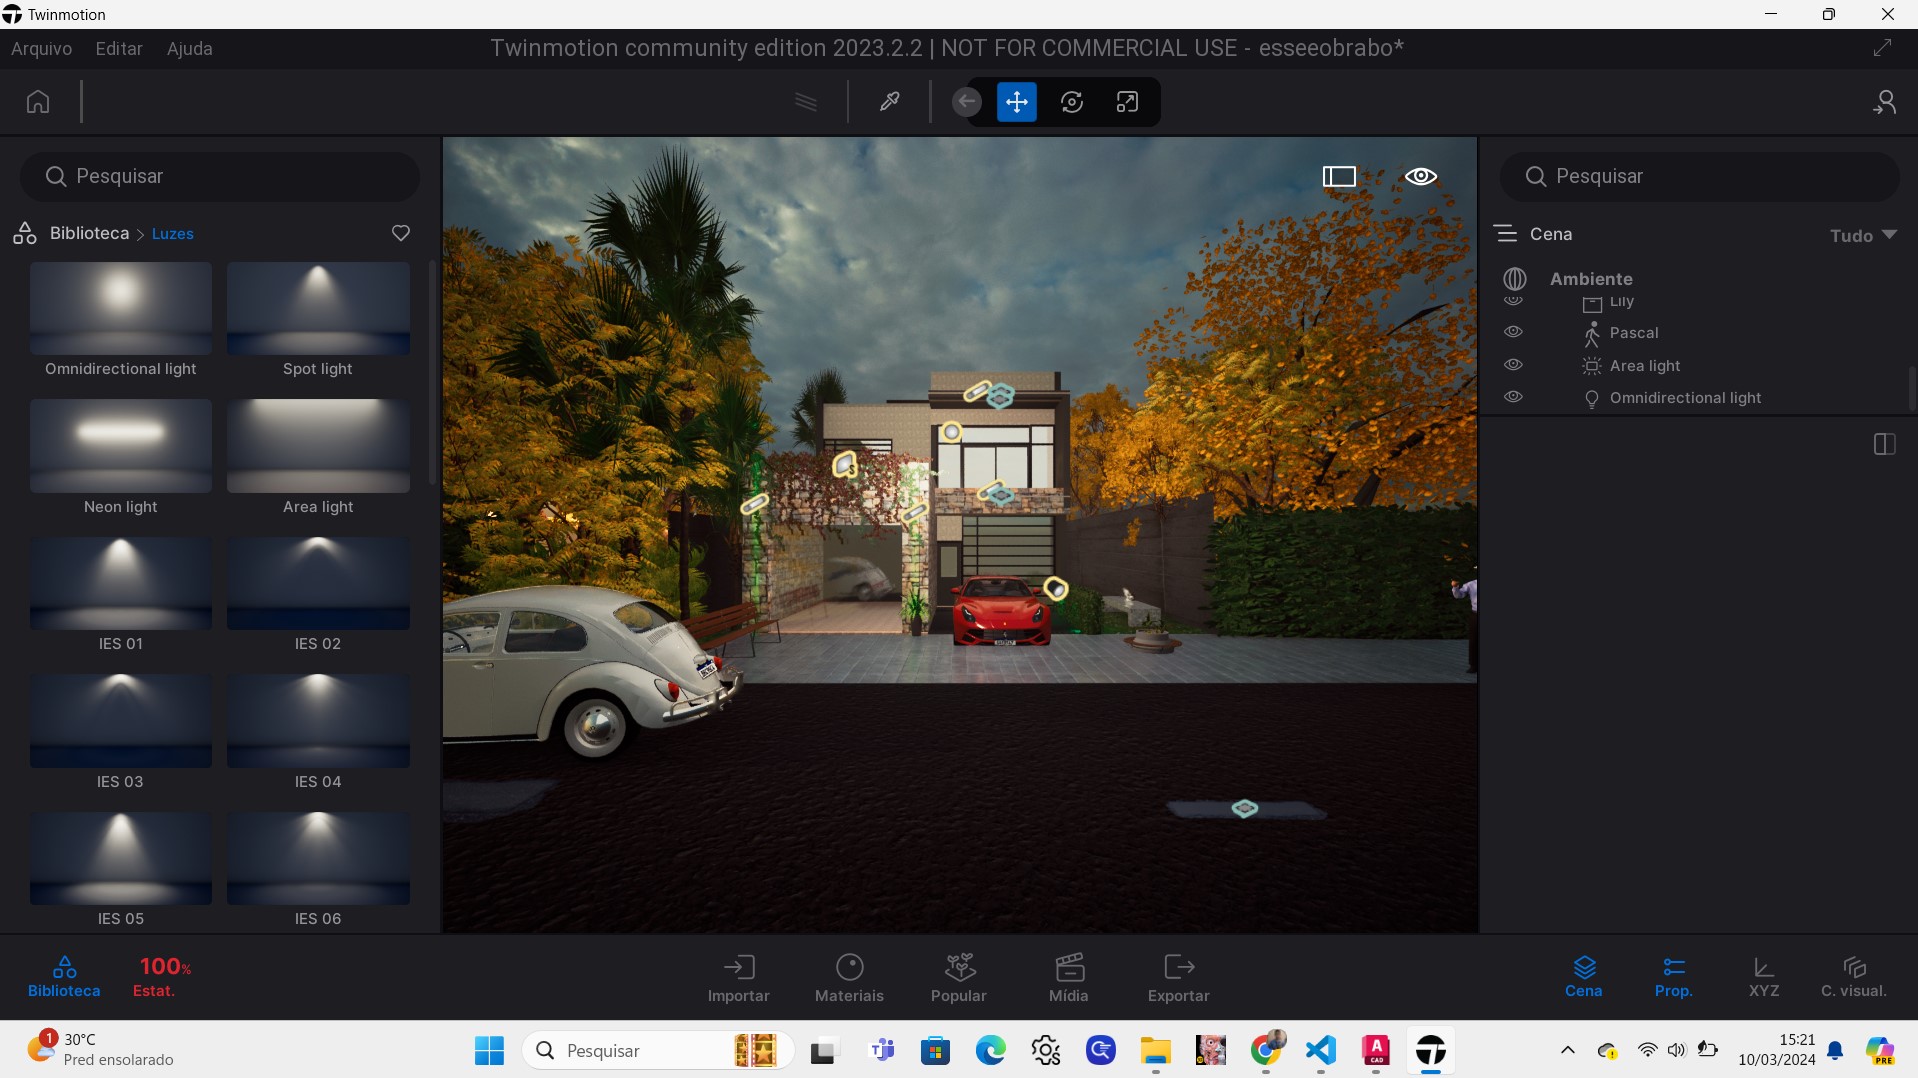 Twinmotion
Arquivo Editar Ajuda
Twinmotion community edition 2023.2.2 | NOT FOR COMMERCIAL USE - esseeobrabo*
Pesquisar
Biblioteca > Luzes
Omnidirectional light
Spot light
Neon light
Area light
IES 01
IES 02
IES 03
IES 04
IES 05
IES 06
Pesquisar
Cena
Tudo
Ambiente
Lily
Pascal
Area light
Omnidirectional light
Biblioteca
100%
Estat.
Importar
Materiais
Popular
Mídia
Exportar
Cena
Prop.
XYZ
C. visual.
1
30°C
Pred ensolarado
Pesquisar
A
CAD
15:21
10/03/2024
PRE